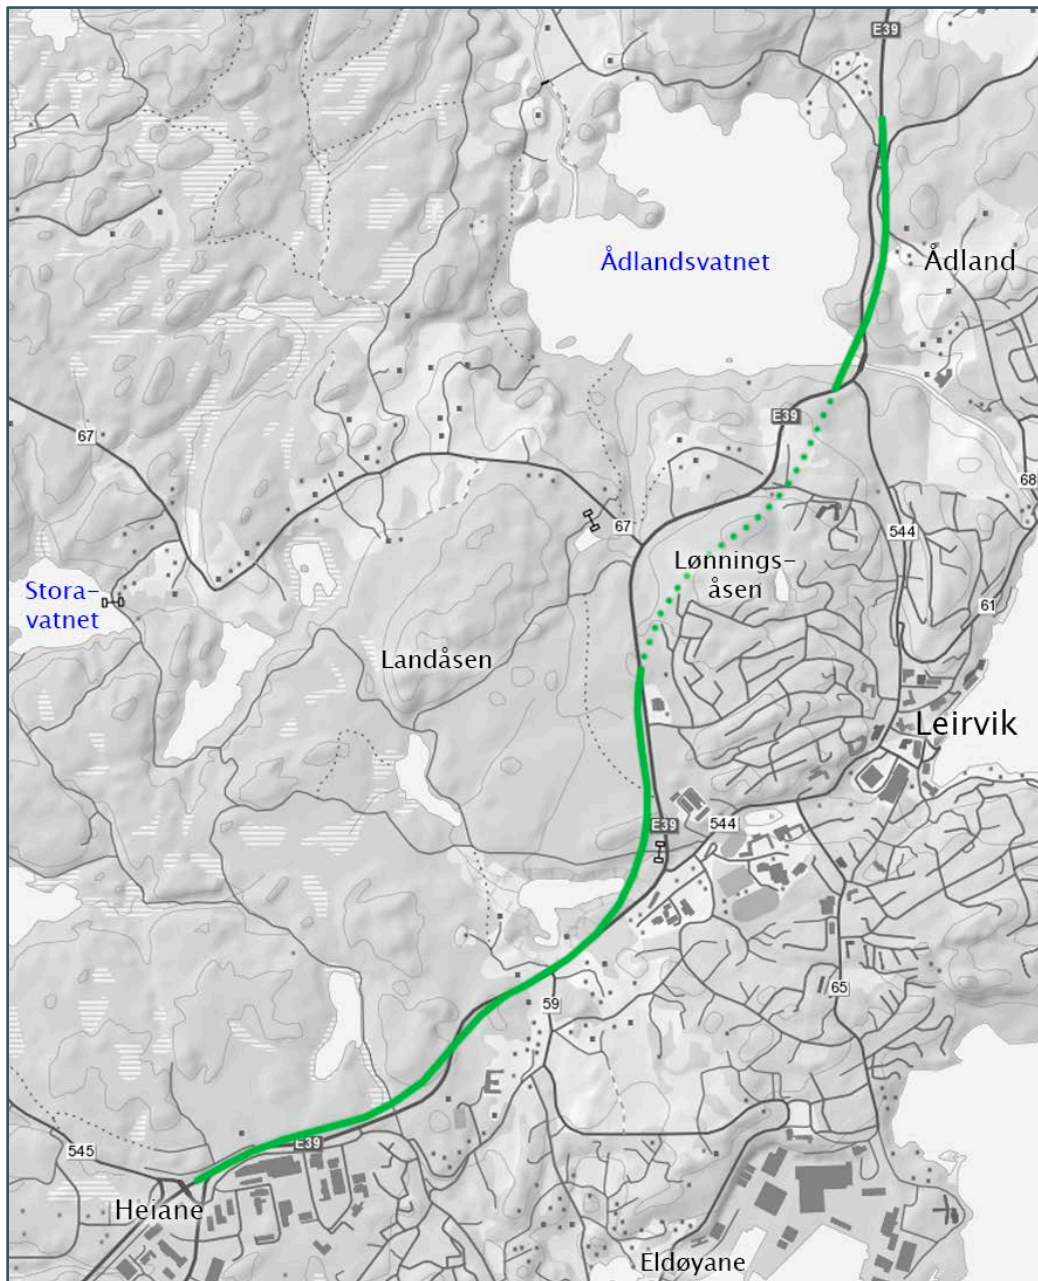 E39
Ådlandsvatnet
Ådland
E39
67
68
67
544
Lønnings-
åsen
Stora-
vatnet
61
Landåsen
Leirvik
E39
544
65
59
E
E39
545
Heiane
Eldøyane